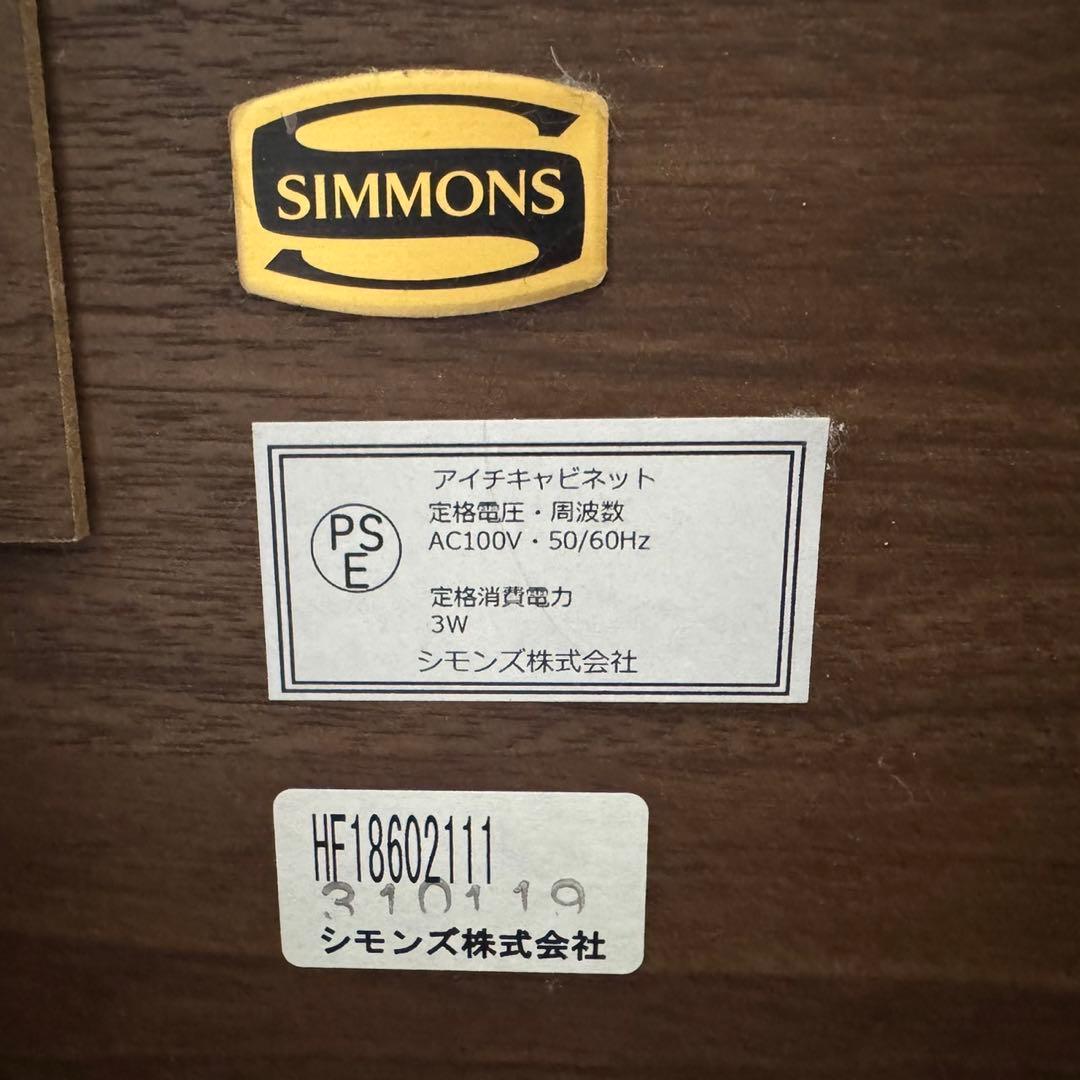 SIMMONS
アイチキャビネット
PSE
定格電圧・周波数
AC100V・50/60Hz
定格消費電力
3W
シモンズ株式会社
HF18602111
310119
シモンズ株式会社